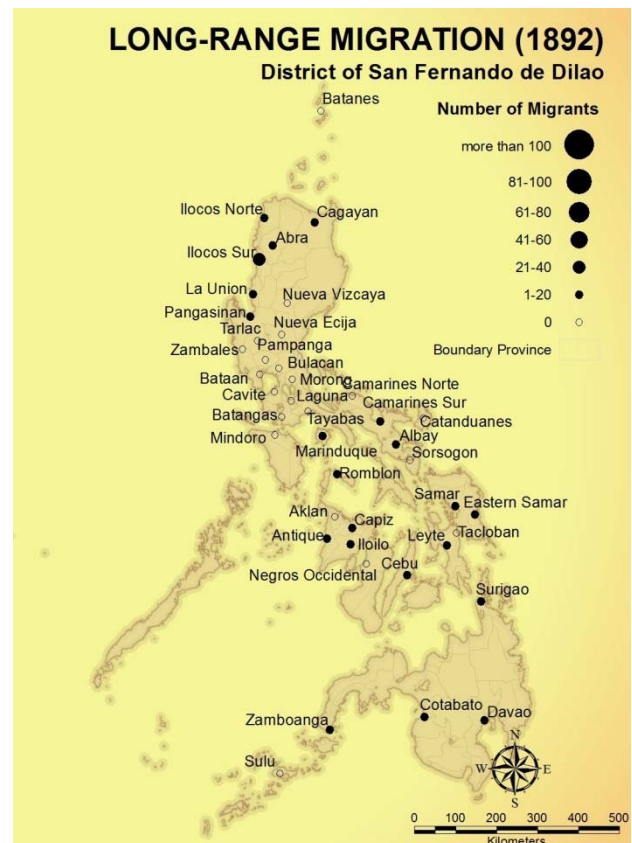 LONG-RANGE MIGRATION (1892)
District of San Fernando de Dilao
Batanes
Number of Migrants
more than 100
81-100
61-80
41-60
21-40
1-20
0
Boundary Province
Ilocos Norte
Cagayan
Abra
Ilocos Sur
La Union
Nueva Vizcaya
Pangasinan
Tarlac
Nueva Ecija
Zambales
Pampanga
Bulacan
Bataan
Morong
Camarines Norte
Cavite
Laguna
Camarines Sur
Batangas
Tayabas
Catanduanes
Mindoro
Albay
Marinduque
Sorsogon
Romblon
Samar
Eastern Samar
Aklan
Capiz
Tacloban
Antique
Iloilo
Leyte
Cebu
Negros Occidental
Surigao
Cotabato
Davao
Zamboanga
Sulu
N
W
E
S
0 100 200 300 400 500
Kilometers